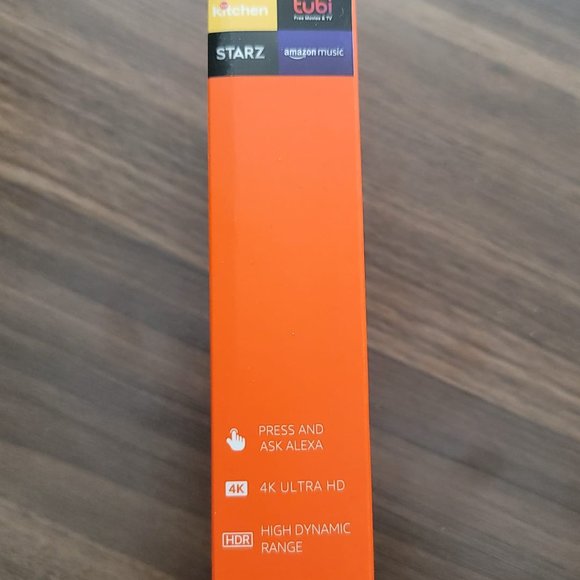 kitchen
tubi
Free Movies & TV
STARZ
amazon music
PRESS AND
ASK ALEXA
4K
4K ULTRA HD
HDR
HIGH DYNAMIC
RANGE